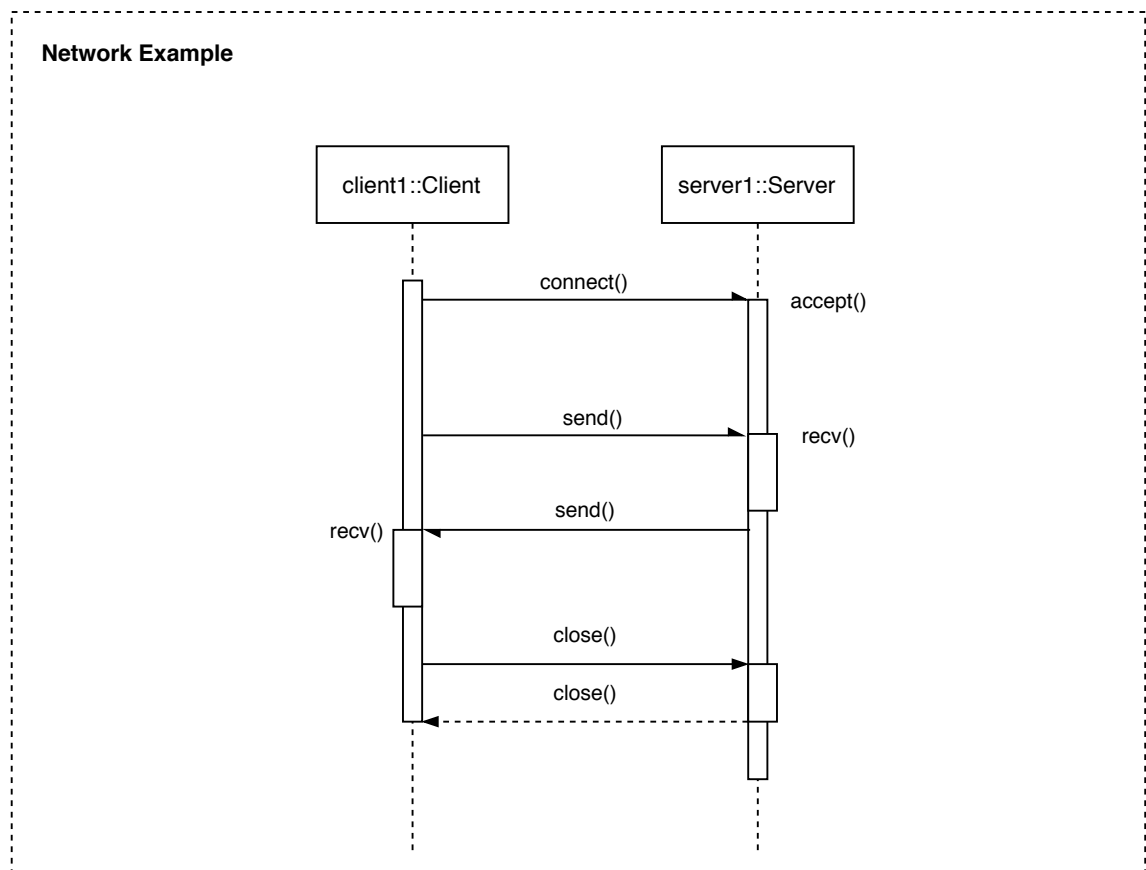 Network Example
client1::Client
server1::Server
connect()
accept()
send()
recv()
send()
recv()
close()
close()